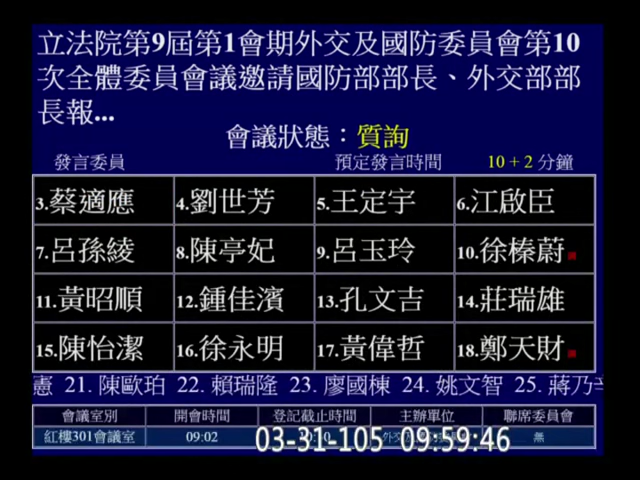 立法院第9屆第1會期外交及國防委員會第10
次全體委員會議邀請國防部部長、外交部部
長報...
會議狀態：質詢
發言委員 預定發言時間 10 + 2 分鐘
3.蔡適應 4.劉世芳 5.王定宇 6.江啟臣
7.呂孫綾 8.陳亭妃 9.呂玉玲 10.徐榛蔚
11.黃昭順 12.鍾佳濱 13.孔文吉 14.莊瑞雄
15.陳怡潔 16.徐永明 17.黃偉哲 18.鄭天財
憲 21. 陳歐珀 22. 賴瑞隆 23. 廖國棟 24. 姚文智 25. 蔣乃辛
會議室別 開會時間 登記截止時間 主辦單位 聯席委員會
紅樓301會議室 09:02 無
03-31-105 09:59:46